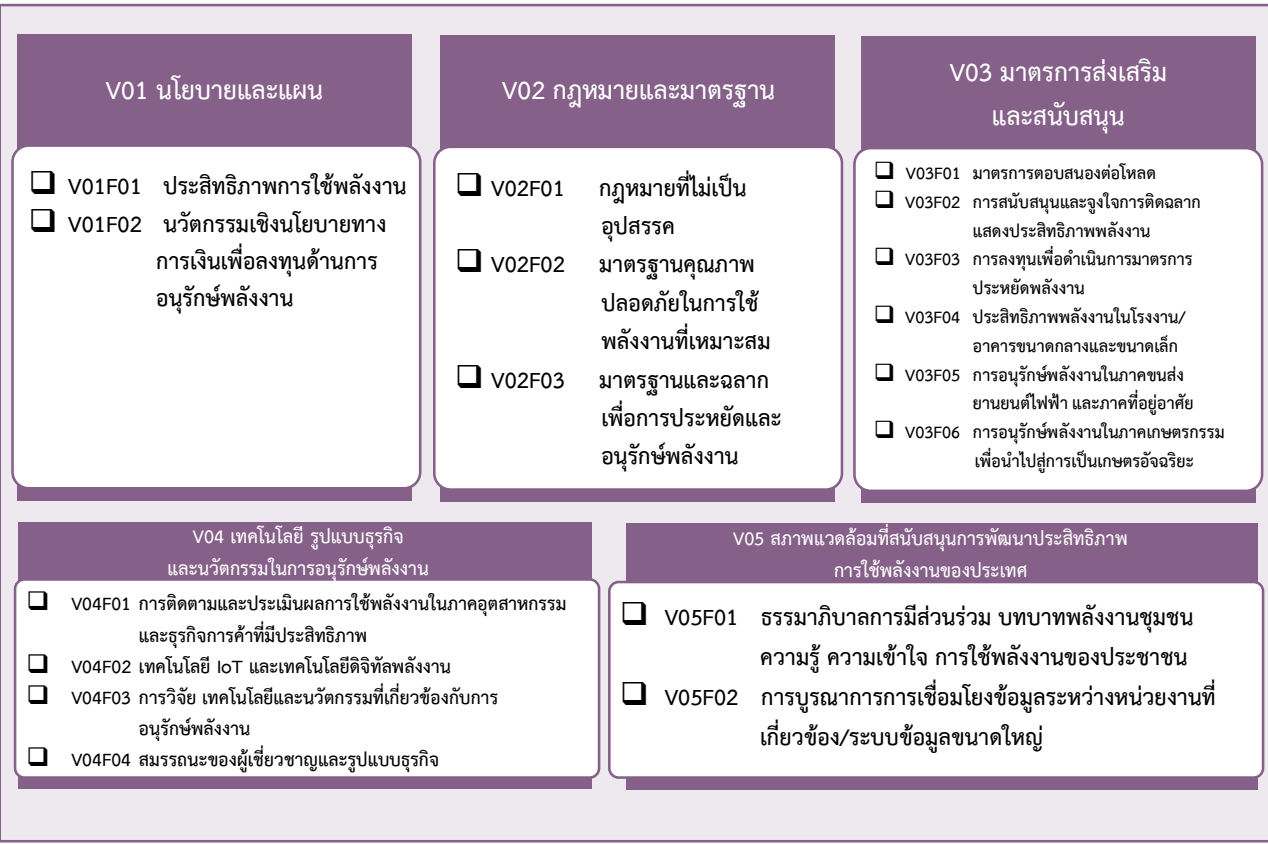 V01 นโยบายและแผน
V01F01 ประสิทธิภาพการใช้พลังงาน
V01F02 นวัตกรรมเชิงนโยบายทาง
การเงินเพื่อลงทุนด้านการ
อนุรักษ์พลังงาน
V02 กฎหมายและมาตรฐาน
V02F01 กฎหมายที่ไม่เป็น
อุปสรรค
V02F02 มาตรฐานคุณภาพ
ปลอดภัยในการใช้
พลังงานที่เหมาะสม
V02F03 มาตรฐานและฉลาก
เพื่อการประหยัดและ
อนุรักษ์พลังงาน
V03 มาตรการส่งเสริม
และสนับสนุน
V03F01 มาตรการตอบสนองต่อโหลด
V03F02 การสนับสนุนและจูงใจการติดฉลาก
แสดงประสิทธิภาพพลังงาน
V03F03 การลงทุนเพื่อดำเนินการมาตรการ
ประหยัดพลังงาน
V03F04 ประสิทธิภาพพลังงานในโรงงาน/
อาคารขนาดกลางและขนาดเล็ก
V03F05 การอนุรักษ์พลังงานในภาคขนส่ง
ยานยนต์ไฟฟ้า และภาคที่อยู่อาศัย
V03F06 การอนุรักษ์พลังงานในภาคเกษตรกรรม
เพื่อนำไปสู่การเป็นเกษตรอัจฉริยะ
V04 เทคโนโลยี รูปแบบธุรกิจ
และนวัตกรรมในการอนุรักษ์พลังงาน
V04F01 การติดตามและประเมินผลการใช้พลังงานในภาคอุตสาหกรรม
และธุรกิจการค้าที่มีประสิทธิภาพ
V04F02 เทคโนโลยี IoT และเทคโนโลยีดิจิทัลพลังงาน
V04F03 การวิจัย เทคโนโลยีและนวัตกรรมที่เกี่ยวข้องกับการ
อนุรักษ์พลังงาน
V04F04 สมรรถนะของผู้เชี่ยวชาญและรูปแบบธุรกิจ
V05 สภาพแวดล้อมที่สนับสนุนการพัฒนาประสิทธิภาพ
การใช้พลังงานของประเทศ
V05F01 ธรรมาภิบาลการมีส่วนร่วม บทบาทพลังงานชุมชน
ความรู้ ความเข้าใจ การใช้พลังงานของประชาชน
V05F02 การบูรณาการการเชื่อมโยงข้อมูลระหว่างหน่วยงานที่
เกี่ยวข้อง/ระบบข้อมูลขนาดใหญ่